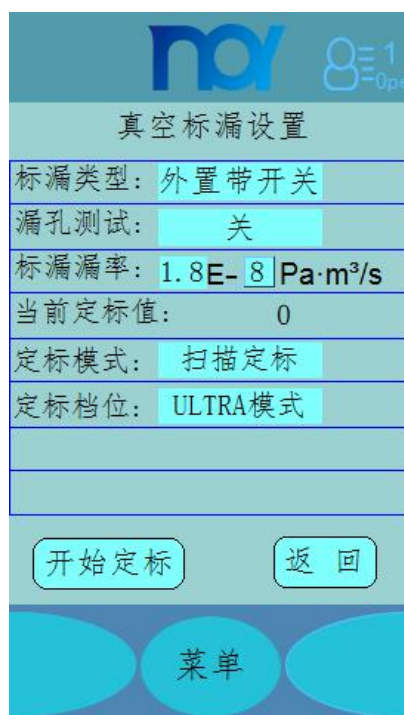 noy
1
Ope
真空标漏设置
标漏类型: 外置带开关
漏孔测试: 关
标漏漏率: 1.8E- 8 Pa·m³/s
当前定标值: 0
定标模式: 扫描定标
定标档位: ULTRA模式
开始定标 返 回
菜单